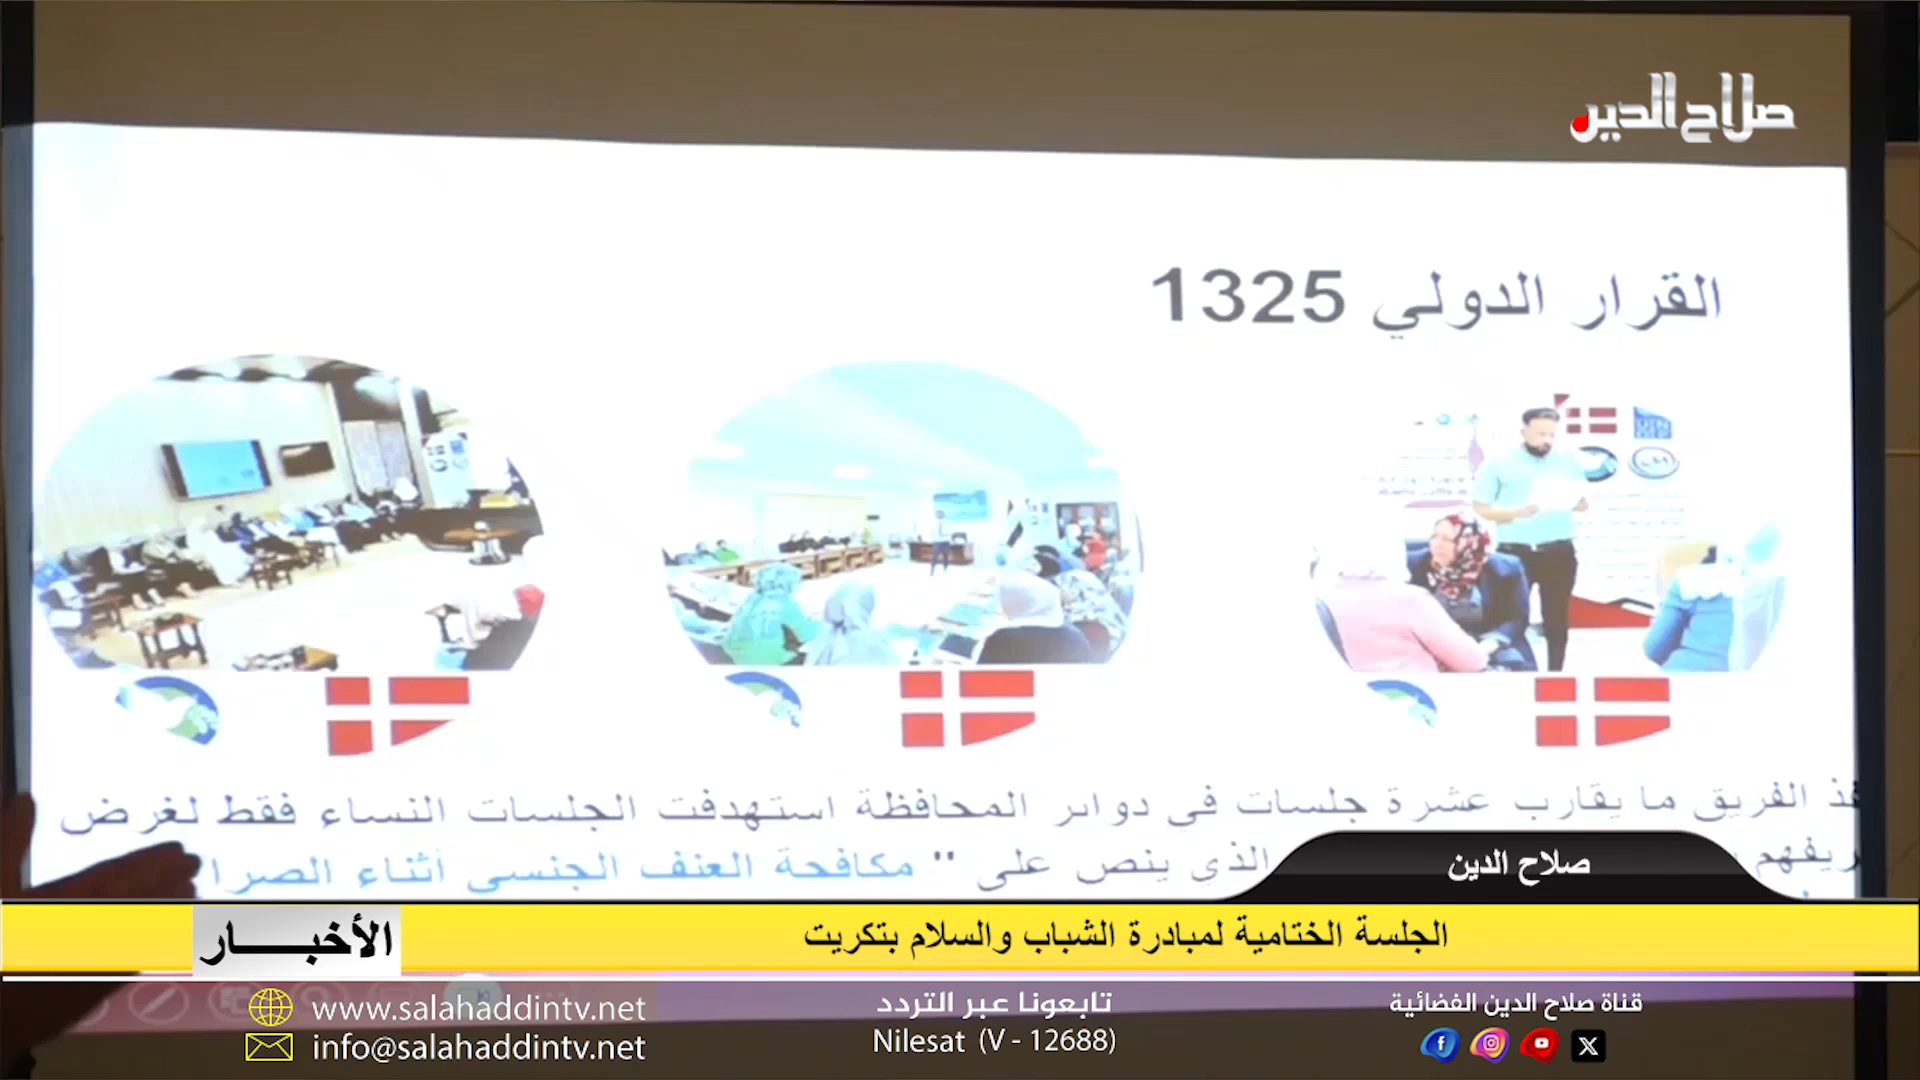 صلاح الدين
القرار الدولي 1325
الفريق ما يقارب عشرة جلسات في دوائر المحافظة استهدفت الجلسات النساء فقط لغرض
الذي ينص على " مكافحة العنف الجنسي أثناء
صلاح الدين
الجلسة الختامية لمبادرة الشباب والسلام بتكريت
الأخبـــــار
قناة صلاح الدين الفضائية
تابعونا عبر التردد
Nilesat (V - 12688)
www.salahaddintv.net
info@salahaddintv.net